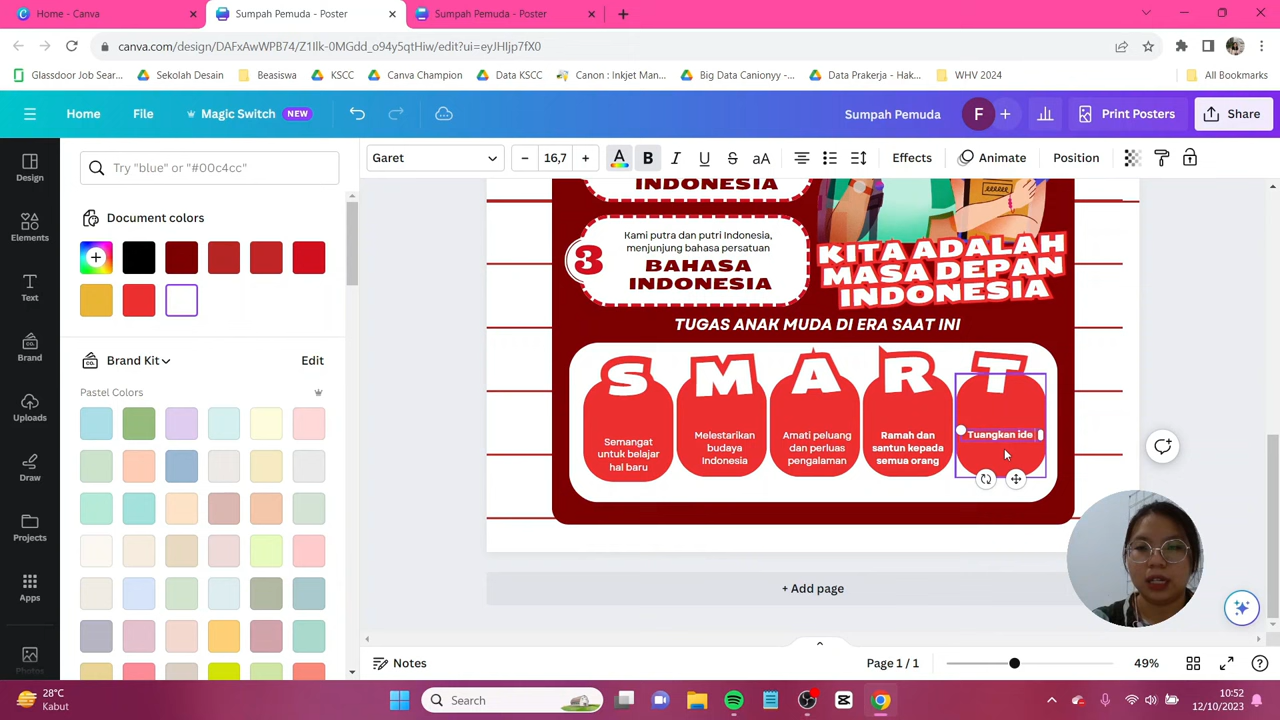 Home - Canva
Sumpah Pemuda - Poster
Sumpah Pemuda - Poster
canva.com/design/DAFxAwWPB74/Z1Ilk-0MGdd_o94y5qtHiw/edit?ui=eyJHIjp7fX0
Glassdoor Job Sear...
Sekolah Desain
Beasiswa
KSCC
Canva Champion
Data KSCC
Canon : Inkjet Man...
Big Data Canionyy -...
Data Prakerja - Hak...
WHV 2024
All Bookmarks
Home
File
Magic Switch
NEW
Sumpah Pemuda
F
Print Posters
Share
Design
Elements
Text
Brand
Uploads
Draw
Projects
Apps
Photos
Try "blue" or "#00c4cc"
Document colors
Brand Kit
Edit
Pastel Colors
Garet
16,7
A
B
I
U
S
aA
Effects
Animate
Position
INDONESIA
3
Kami putra dan putri Indonesia,
menjunjung bahasa persatuan
BAHASA
INDONESIA
KITA ADALAH
MASA DEPAN
INDONESIA
TUGAS ANAK MUDA DI ERA SAAT INI
S M A R T
Semangat
untuk belajar
hal baru
Melestarikan
budaya
Indonesia
Amati peluang
dan perluas
pengalaman
Ramah dan
santun kepada
semua orang
Tuangkan ide
+ Add page
Notes
Page 1 / 1
49%
28°C
Kabut
Search
10:52
12/10/2023